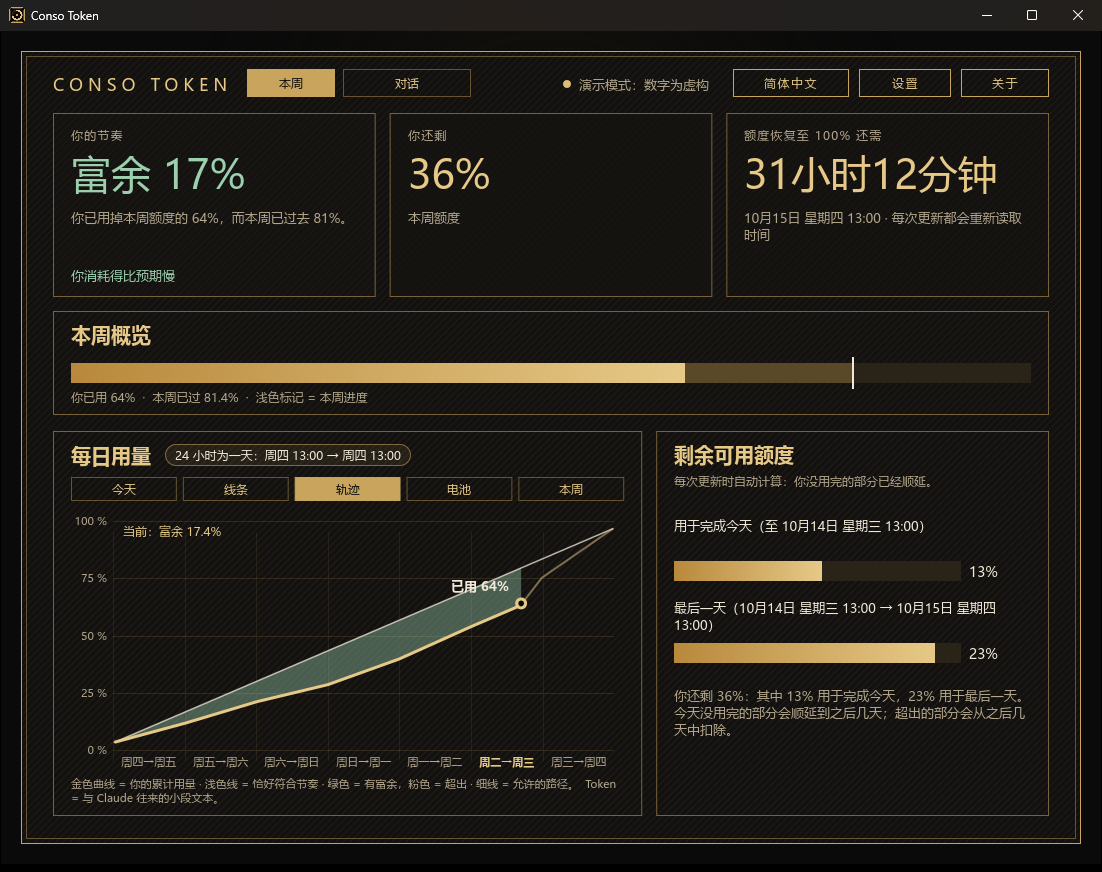 Conso Token
CONSO TOKEN
本周
对话
演示模式：数字为虚构
简体中文
设置
关于
你的节奏
富余 17%
你已用掉本周额度的 64%，而本周已过去 81%。
你消耗得比预期慢
你还剩
36%
本周额度
额度恢复至 100% 还需
31小时12分钟
10月15日 星期四 13:00 · 每次更新都会重新读取
时间
本周概览
你已用 64% · 本周已过 81.4% · 浅色标记 = 本周进度
每日用量
24 小时为一天：周四 13:00 → 周四 13:00
今天
线条
轨迹
电池
本周
100 %
当前：富余 17.4%
75 %
已用 64%
50 %
25 %
0 %
周四→周五
周五→周六
周六→周日
周日→周一
周一→周二
周二→周三
周三→周四
金色曲线 = 你的累计用量 · 浅色线 = 恰好符合节奏 · 绿色 = 有富余，粉色 = 超出 · 细线 = 允许的路径。 Token
= 与 Claude 往来的小段文本。
剩余可用额度
每次更新时自动计算：你没用完的部分已经顺延。
用于完成今天（至 10月14日 星期三 13:00）
13%
最后一天（10月14日 星期三 13:00 → 10月15日 星期四
13:00）
23%
你还剩 36%：其中 13% 用于完成今天，23% 用于最后一天。
今天没用完的部分会顺延到之后几天；超出的部分会从之后几
天中扣除。